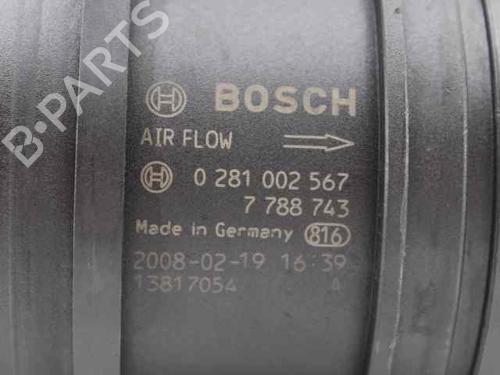 B-PARTS
BOSCH
AIR FLOW
0 281 002 567
7 788 743
Made in Germany 816
2008-02-19 16:39
13817054 A